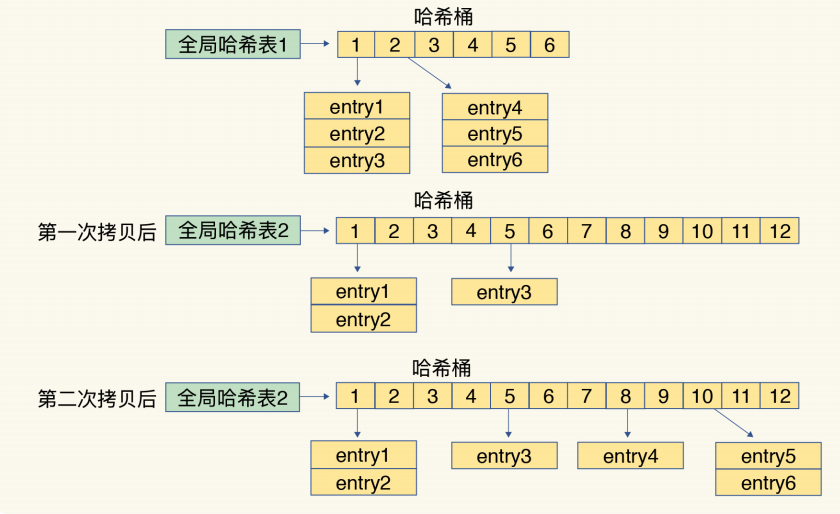 哈希桶
全局哈希表1 1 2 3 4 5 6
entry1 entry4
entry2 entry5
entry3 entry6
哈希桶
第一次拷贝后 全局哈希表2 1 2 3 4 5 6 7 8 9 10 11 12
entry1 entry3
entry2
哈希桶
第二次拷贝后 全局哈希表2 1 2 3 4 5 6 7 8 9 10 11 12
entry1 entry3 entry4 entry5
entry2 entry6